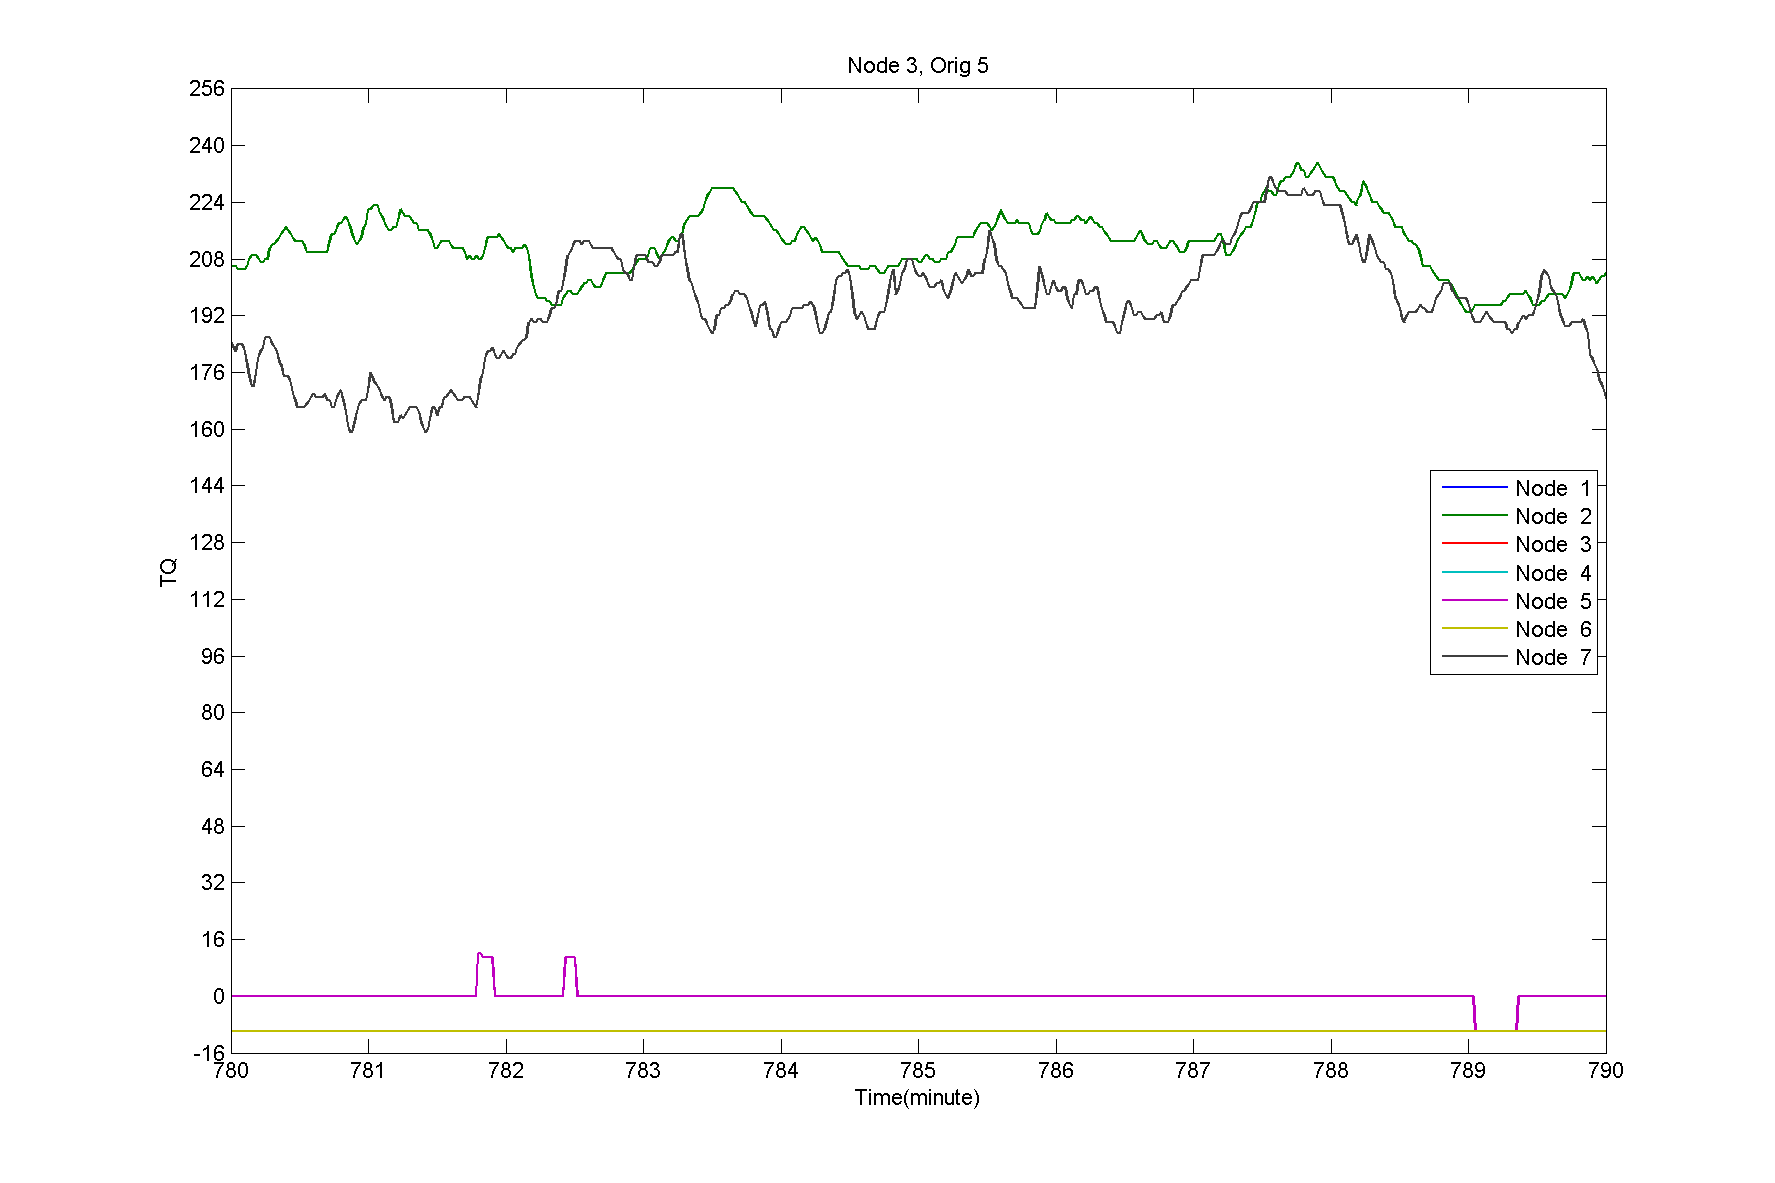 Node 3, Orig 5
256
240
224
208
192
176
160
144
128
112
96
80
64
48
32
16
0
-16
TQ
Node 1
Node 2
Node 3
Node 4
Node 5
Node 6
Node 7
780 781 782 783 784 785 786 787 788 789 790
Time(minute)